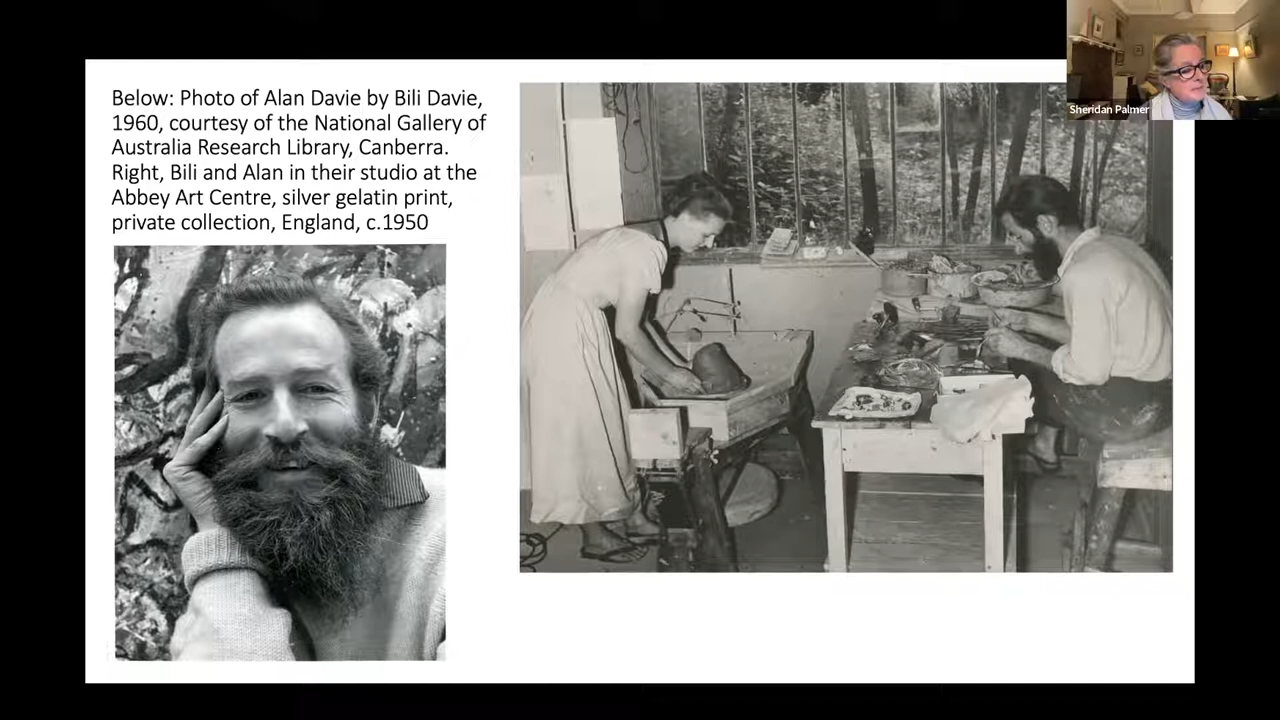 Below: Photo of Alan Davie by Bili Davie,
1960, courtesy of the National Gallery of
Australia Research Library, Canberra.
Right, Bili and Alan in their studio at the
Abbey Art Centre, silver gelatin print,
private collection, England, c.1950
Sheridan Palmer